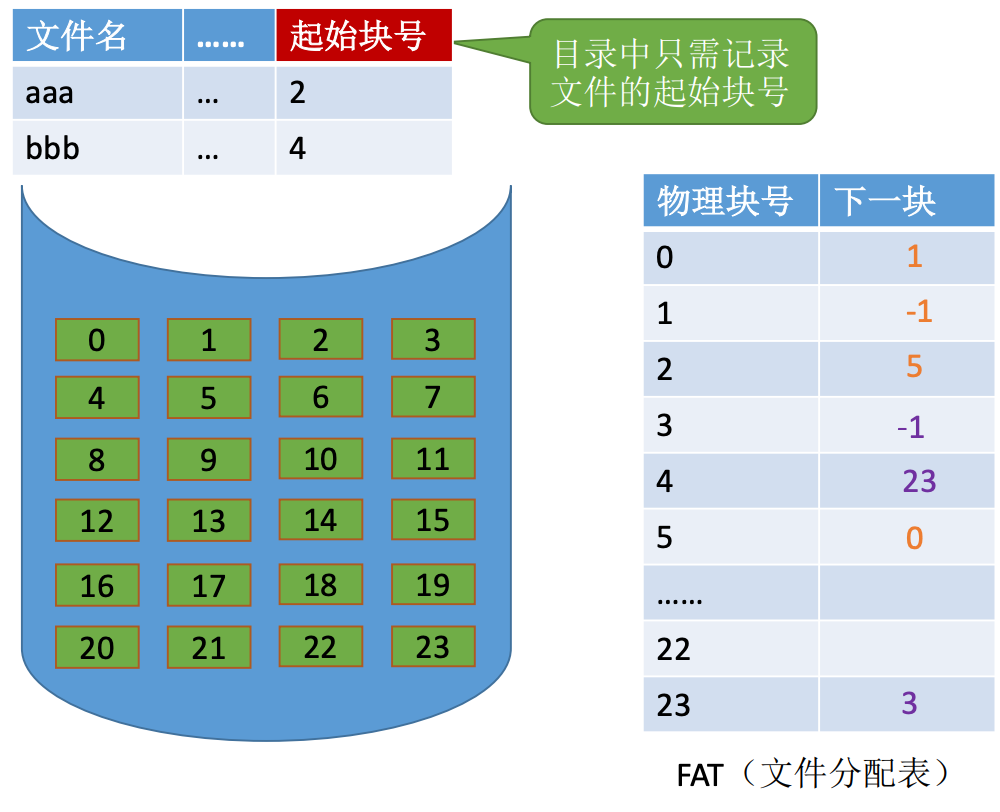 文件名 …… 起始块号
aaa … 2
bbb … 4
目录中只需记录
文件的起始块号
0 1 2 3
4 5 6 7
8 9 10 11
12 13 14 15
16 17 18 19
20 21 22 23
物理块号 下一块
0 1
1 -1
2 5
3 -1
4 23
5 0
……
22
23 3
FAT（文件分配表）